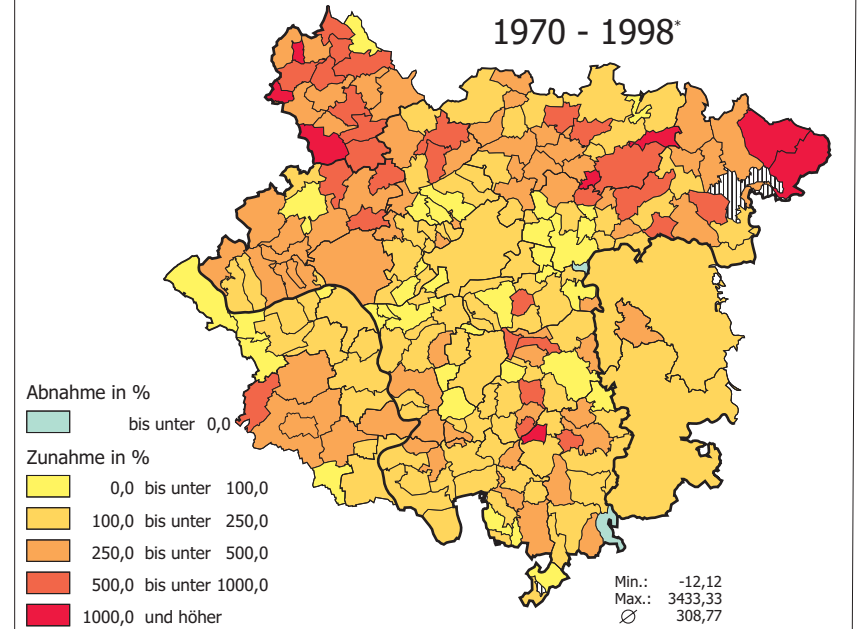 1970 - 1998*
Abnahme in %
bis unter 0,0
Zunahme in %
0,0 bis unter 100,0
100,0 bis unter 250,0
250,0 bis unter 500,0
500,0 bis unter 1000,0
1000,0 und höher
Min.: -12,12
Max.: 3433,33
∅ 308,77